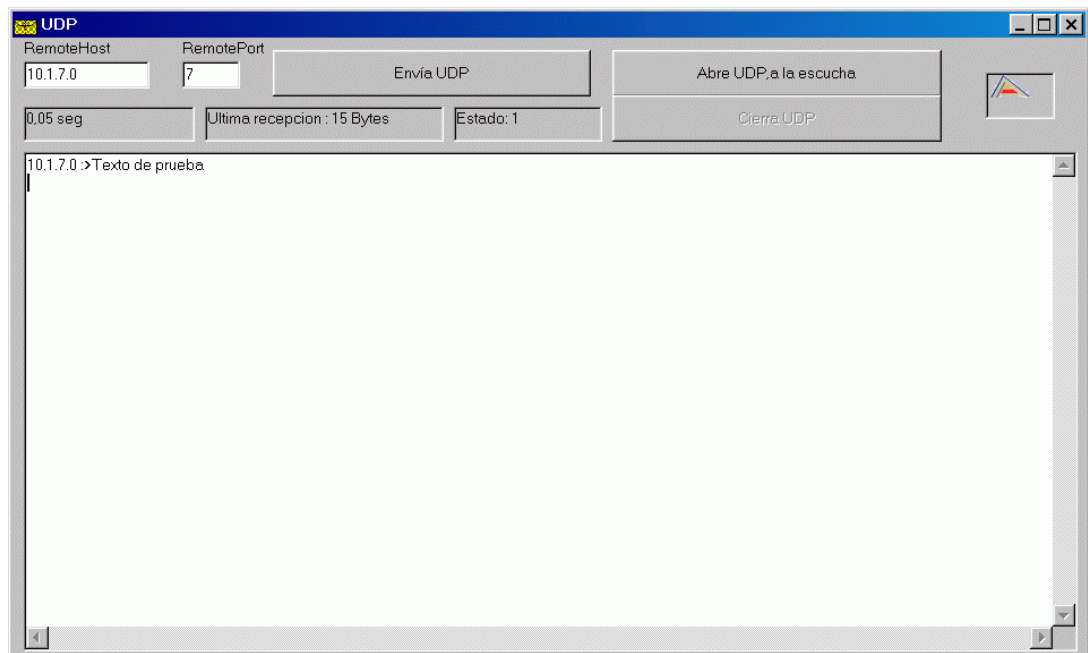 UDP
RemoteHost RemotePort
10.1.7.0 7 Envía UDP Abre UDP,a la escucha
0,05 seg Ultima recepcion : 15 Bytes Estado: 1 Cierra UDP
10.1.7.0 :>Texto de prueba